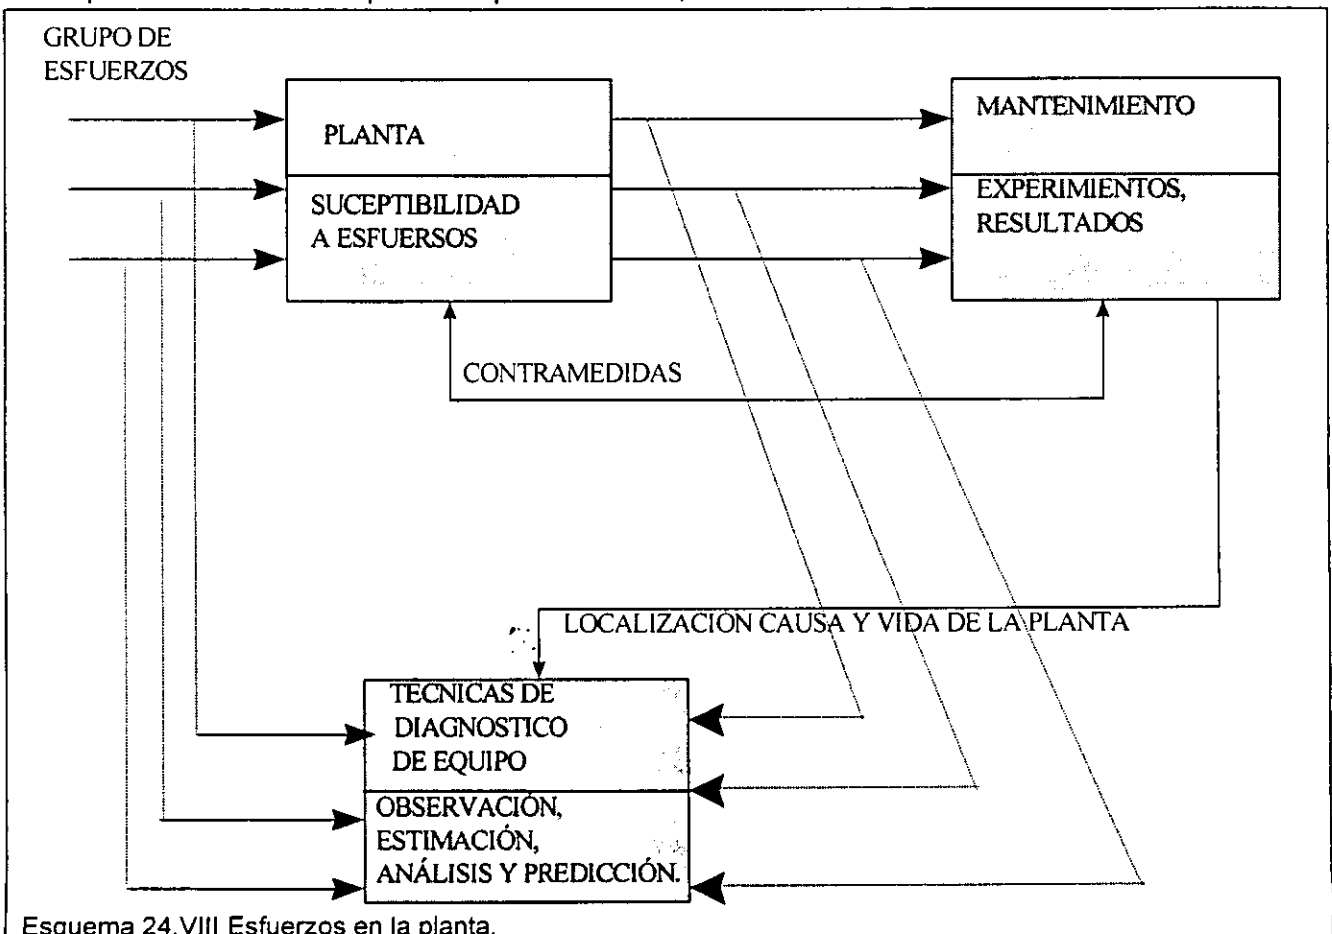 GRUPO DE
ESFUERZOS
PLANTA
SUCEPTIBILIDAD
A ESFUERSOS
MANTENIMIENTO
EXPERIMIENTOS,
RESULTADOS
CONTRAMEDIDAS
LOCALIZACIÓN CAUSA Y VIDA DE LA PLANTA
TECNICAS DE
DIAGNOSTICO
DE EQUIPO
OBSERVACIÓN,
ESTIMACIÓN,
ANÁLISIS Y PREDICCIÓN.
Esquema 24.VIII Esfuerzos en la planta.